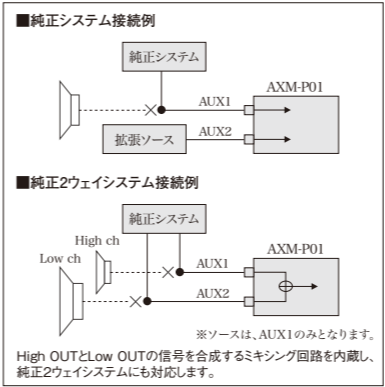 ■純正システム接続例
純正システム
AXM-P01
AUX1
拡張ソース
AUX2
■純正2ウェイシステム接続例
純正システム
High ch
Low ch
AXM-P01
AUX1
AUX2
※ソースは、AUX1のみとなります。
High OUTとLow OUTの信号を合成するミキシング回路を内蔵し、
純正2ウェイシステムにも対応します。